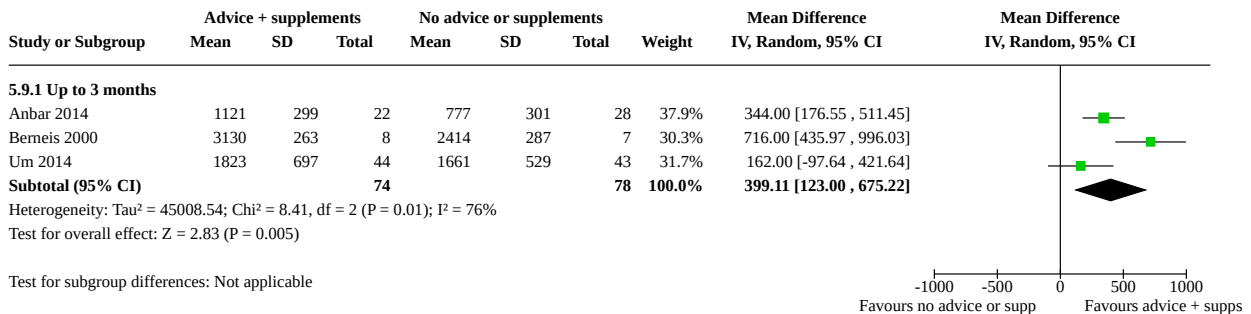 Advice + supplements No advice or supplements Mean Difference Mean Difference
Study or Subgroup Mean SD Total Mean SD Total Weight IV, Random, 95% CI IV, Random, 95% CI
5.9.1 Up to 3 months
Anbar 2014 1121 299 22 777 301 28 37.9% 344.00 [176.55 , 511.45]
Berneis 2000 3130 263 8 2414 287 7 30.3% 716.00 [435.97 , 996.03]
Um 2014 1823 697 44 1661 529 43 31.7% 162.00 [-97.64 , 421.64]
Subtotal (95% CI) 74 78 100.0% 399.11 [123.00 , 675.22]
Heterogeneity: Tau² = 45008.54; Chi² = 8.41, df = 2 (P = 0.01); I² = 76%
Test for overall effect: Z = 2.83 (P = 0.005)
Test for subgroup differences: Not applicable
-1000 -500 0 500 1000
Favours no advice or supp Favours advice + supps